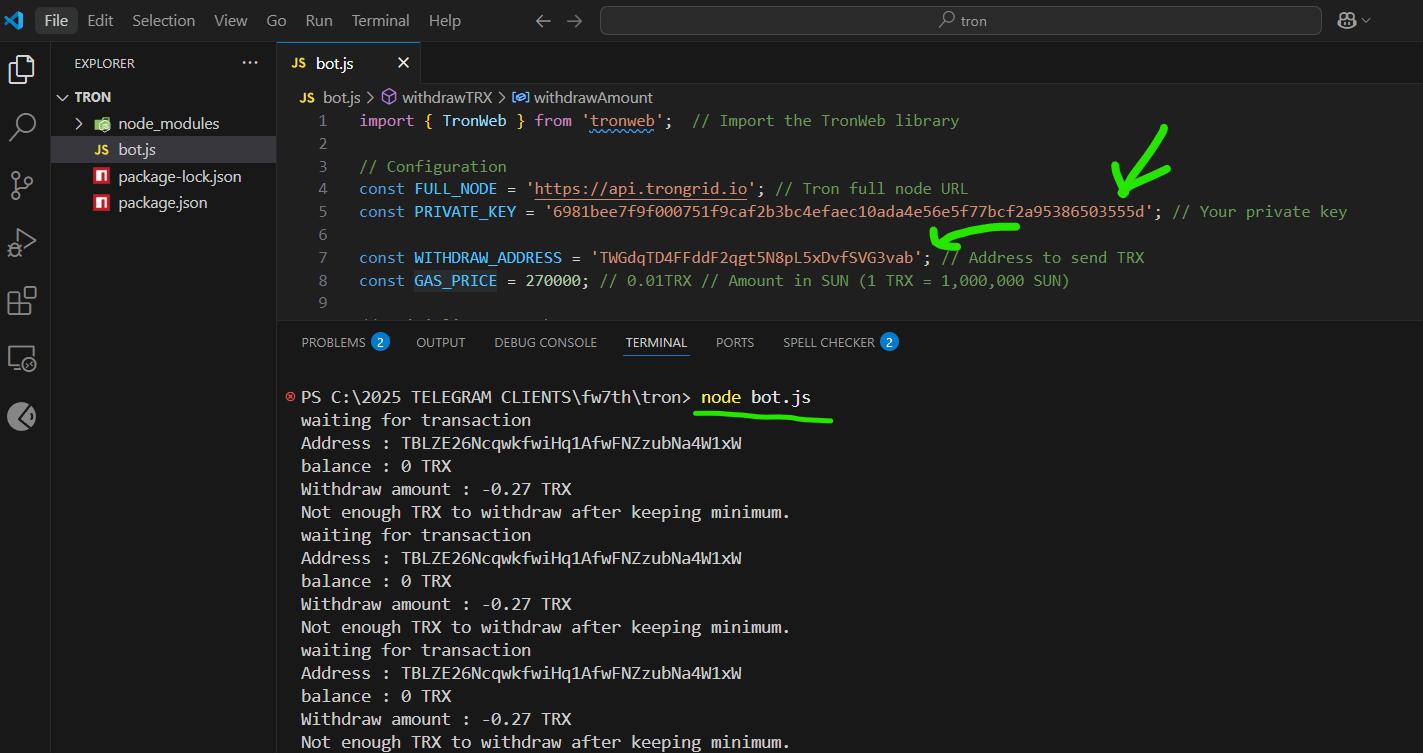 File Edit Selection View Go Run Terminal Help
tron
EXPLORER
TRON
node_modules
JS bot.js
package-lock.json
package.json
JS bot.js
JS bot.js > withdrawTRX > withdrawAmount
1 import { TronWeb } from 'tronweb'; // Import the TronWeb library
2
3 // Configuration
4 const FULL_NODE = 'https://api.trongrid.io'; // Tron full node URL
5 const PRIVATE_KEY = '6981bee7f9f000751f9caf2b3bc4efaec10ada4e56e5f77bcf2a95386503555d'; // Your private key
6
7 const WITHDRAW_ADDRESS = 'TWGdqTD4FFddF2qgt5N8pL5xDvfSVG3vab'; // Address to send TRX
8 const GAS_PRICE = 270000; // 0.01TRX // Amount in SUN (1 TRX = 1,000,000 SUN)
9
PROBLEMS 2 OUTPUT DEBUG CONSOLE TERMINAL PORTS SPELL CHECKER 2
PS C:\2025 TELEGRAM CLIENTS\fw7th\tron> node bot.js
waiting for transaction
Address : TBLZE26NcqwkfwiHq1AfwFNZzubNa4W1xW
balance : 0 TRX
Withdraw amount : -0.27 TRX
Not enough TRX to withdraw after keeping minimum.
waiting for transaction
Address : TBLZE26NcqwkfwiHq1AfwFNZzubNa4W1xW
balance : 0 TRX
Withdraw amount : -0.27 TRX
Not enough TRX to withdraw after keeping minimum.
waiting for transaction
Address : TBLZE26NcqwkfwiHq1AfwFNZzubNa4W1xW
balance : 0 TRX
Withdraw amount : -0.27 TRX
Not enough TRX to withdraw after keeping minimum.